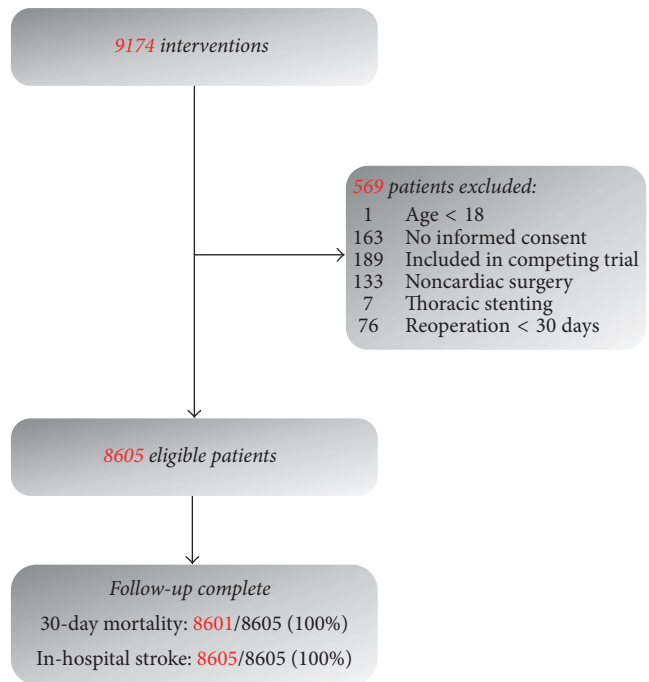 9174 interventions
569 patients excluded:
1 Age < 18
163 No informed consent
189 Included in competing trial
133 Noncardiac surgery
7 Thoracic stenting
76 Reoperation < 30 days
8605 eligible patients
Follow-up complete
30-day mortality: 8601/8605 (100%)
In-hospital stroke: 8605/8605 (100%)